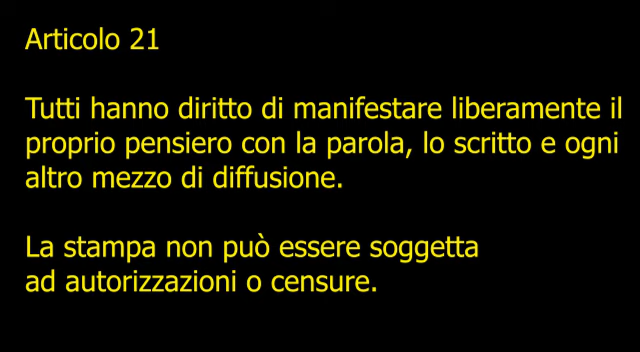 Articolo 21
Tutti hanno diritto di manifestare liberamente il
proprio pensiero con la parola, lo scritto e ogni
altro mezzo di diffusione.
La stampa non può essere soggetta
ad autorizzazioni o censure.